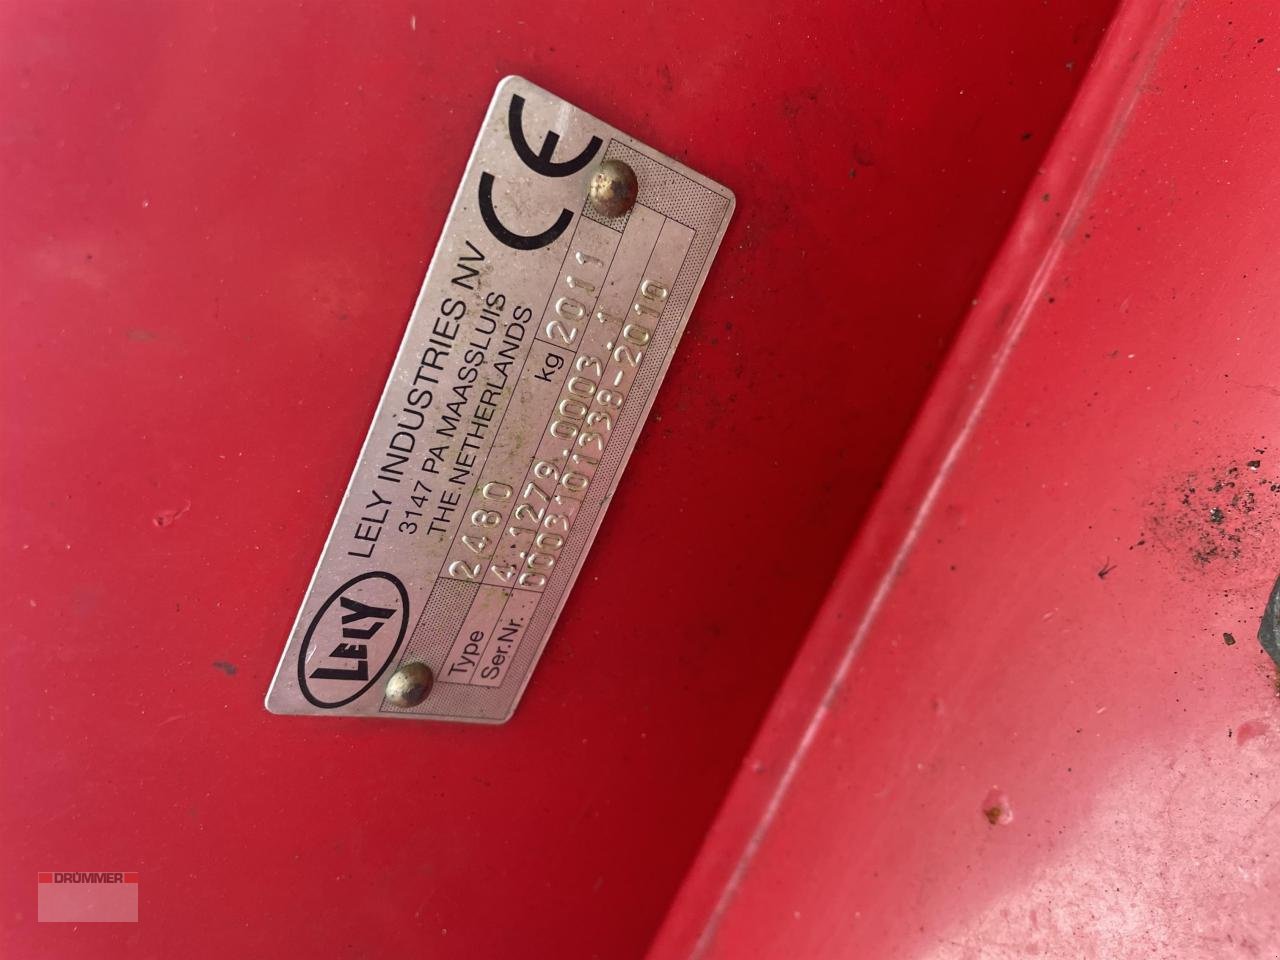 CE
LELY
LELY INDUSTRIES NV
3147 PA MAASSLUIS
THE NETHERLANDS
2480 kg 2011
Type 4.1279.0003.1
Ser.Nr. 0003101338-2010
DRÜMMER